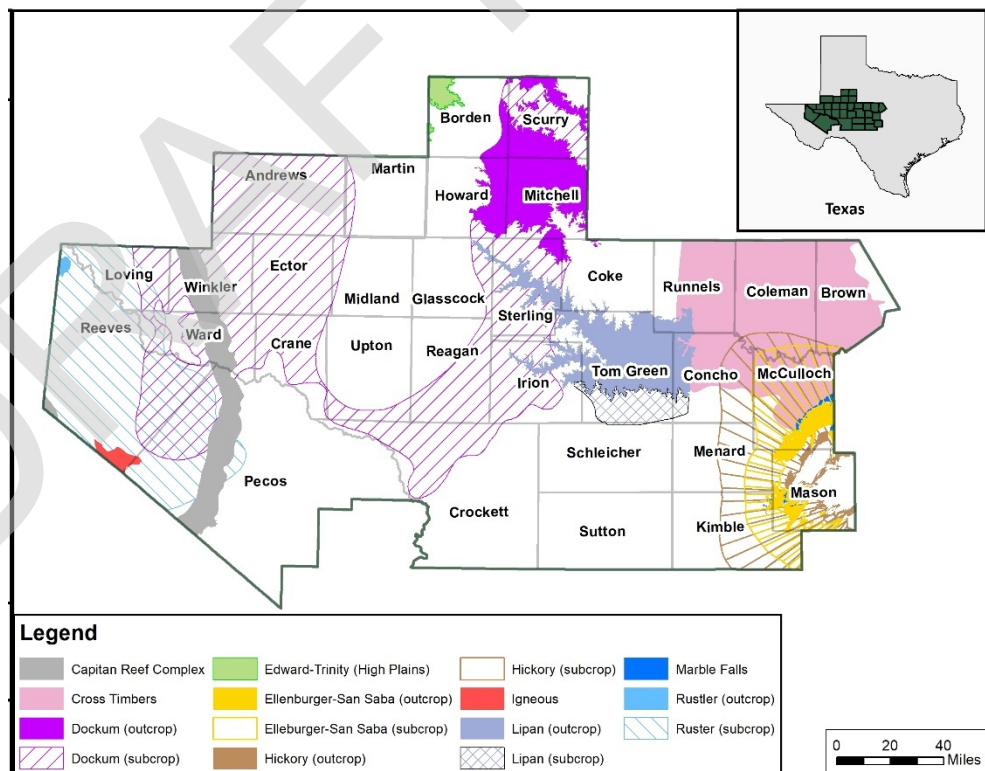 DRAFT
Texas
Borden
Scurry
Andrews
Martin
Howard
Mitchell
Loving
Winkler
Ector
Midland
Glasscock
Sterling
Coke
Runnels
Coleman
Brown
Reeves
Ward
Crane
Upton
Reagan
Irion
Tom Green
Concho
McCulloch
Pecos
Crockett
Schleicher
Menard
Mason
Sutton
Kimble
Legend
Capitan Reef Complex
Cross Timbers
Dockum (outcrop)
Dockum (subcrop)
Edward-Trinity (High Plains)
Ellenburger-San Saba (outcrop)
Elleburger-San Saba (subcrop)
Hickory (outcrop)
Hickory (subcrop)
Igneous
Lipan (outcrop)
Lipan (subcrop)
Marble Falls
Rustler (outcrop)
Ruster (subcrop)
0 20 40
Miles